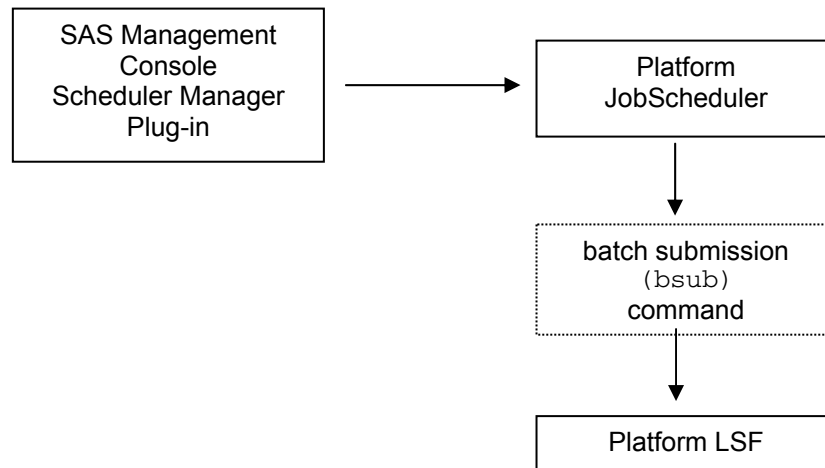 SAS Management
Console
Scheduler Manager
Plug-in
Platform
JobScheduler
batch submission
(bsub)
command
Platform LSF